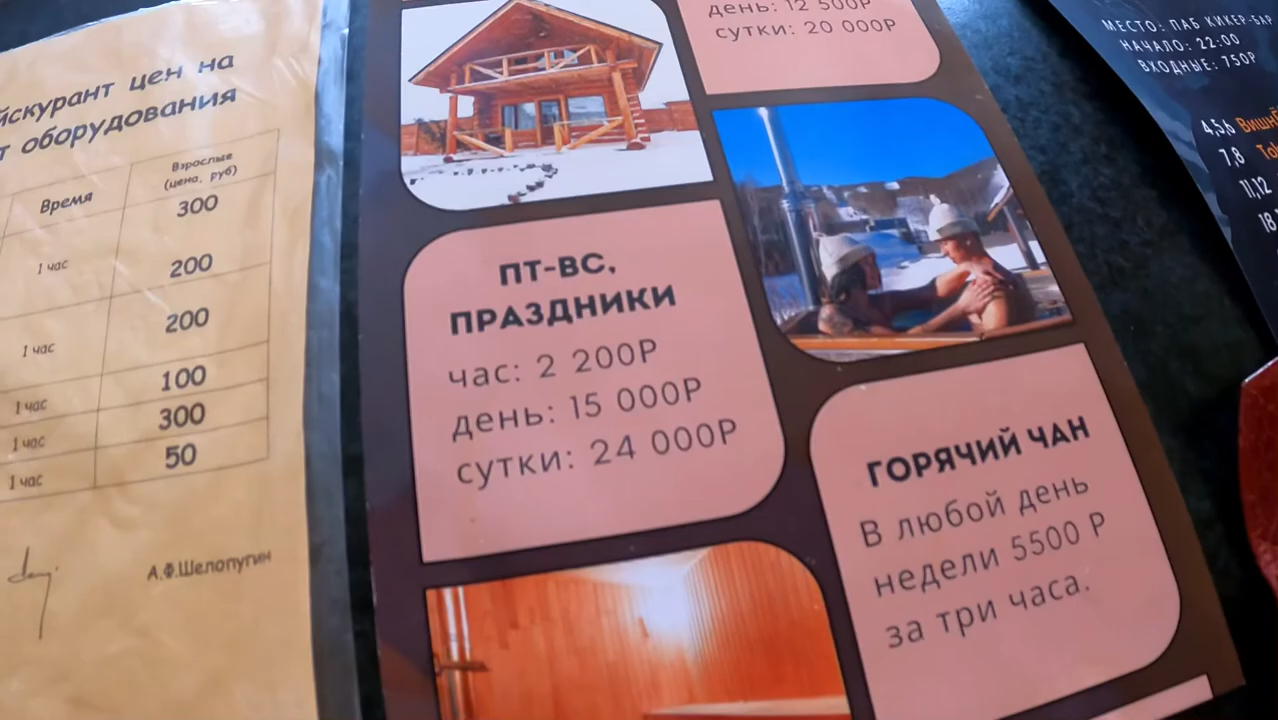 цен на
оборудования
Время
Взрослые
(цена, руб)
300
1 час
200
200
1 час
100
1 час
300
1 час
50
1 час
А.Ф.Шелопугин
день: 12 500Р
сутки: 20 000Р
ПТ-ВС,
ПРАЗДНИКИ
час: 2 200Р
день: 15 000Р
сутки: 24 000Р
ГОРЯЧИЙ ЧАН
В любой день
недели 5500 Р
за три часа.
МЕСТО: ПАБ КИКЕР-БАР
НАЧАЛО: 22:00
ВХОДНЫЕ: 750Р
4,5,6
7,8
11,12
18